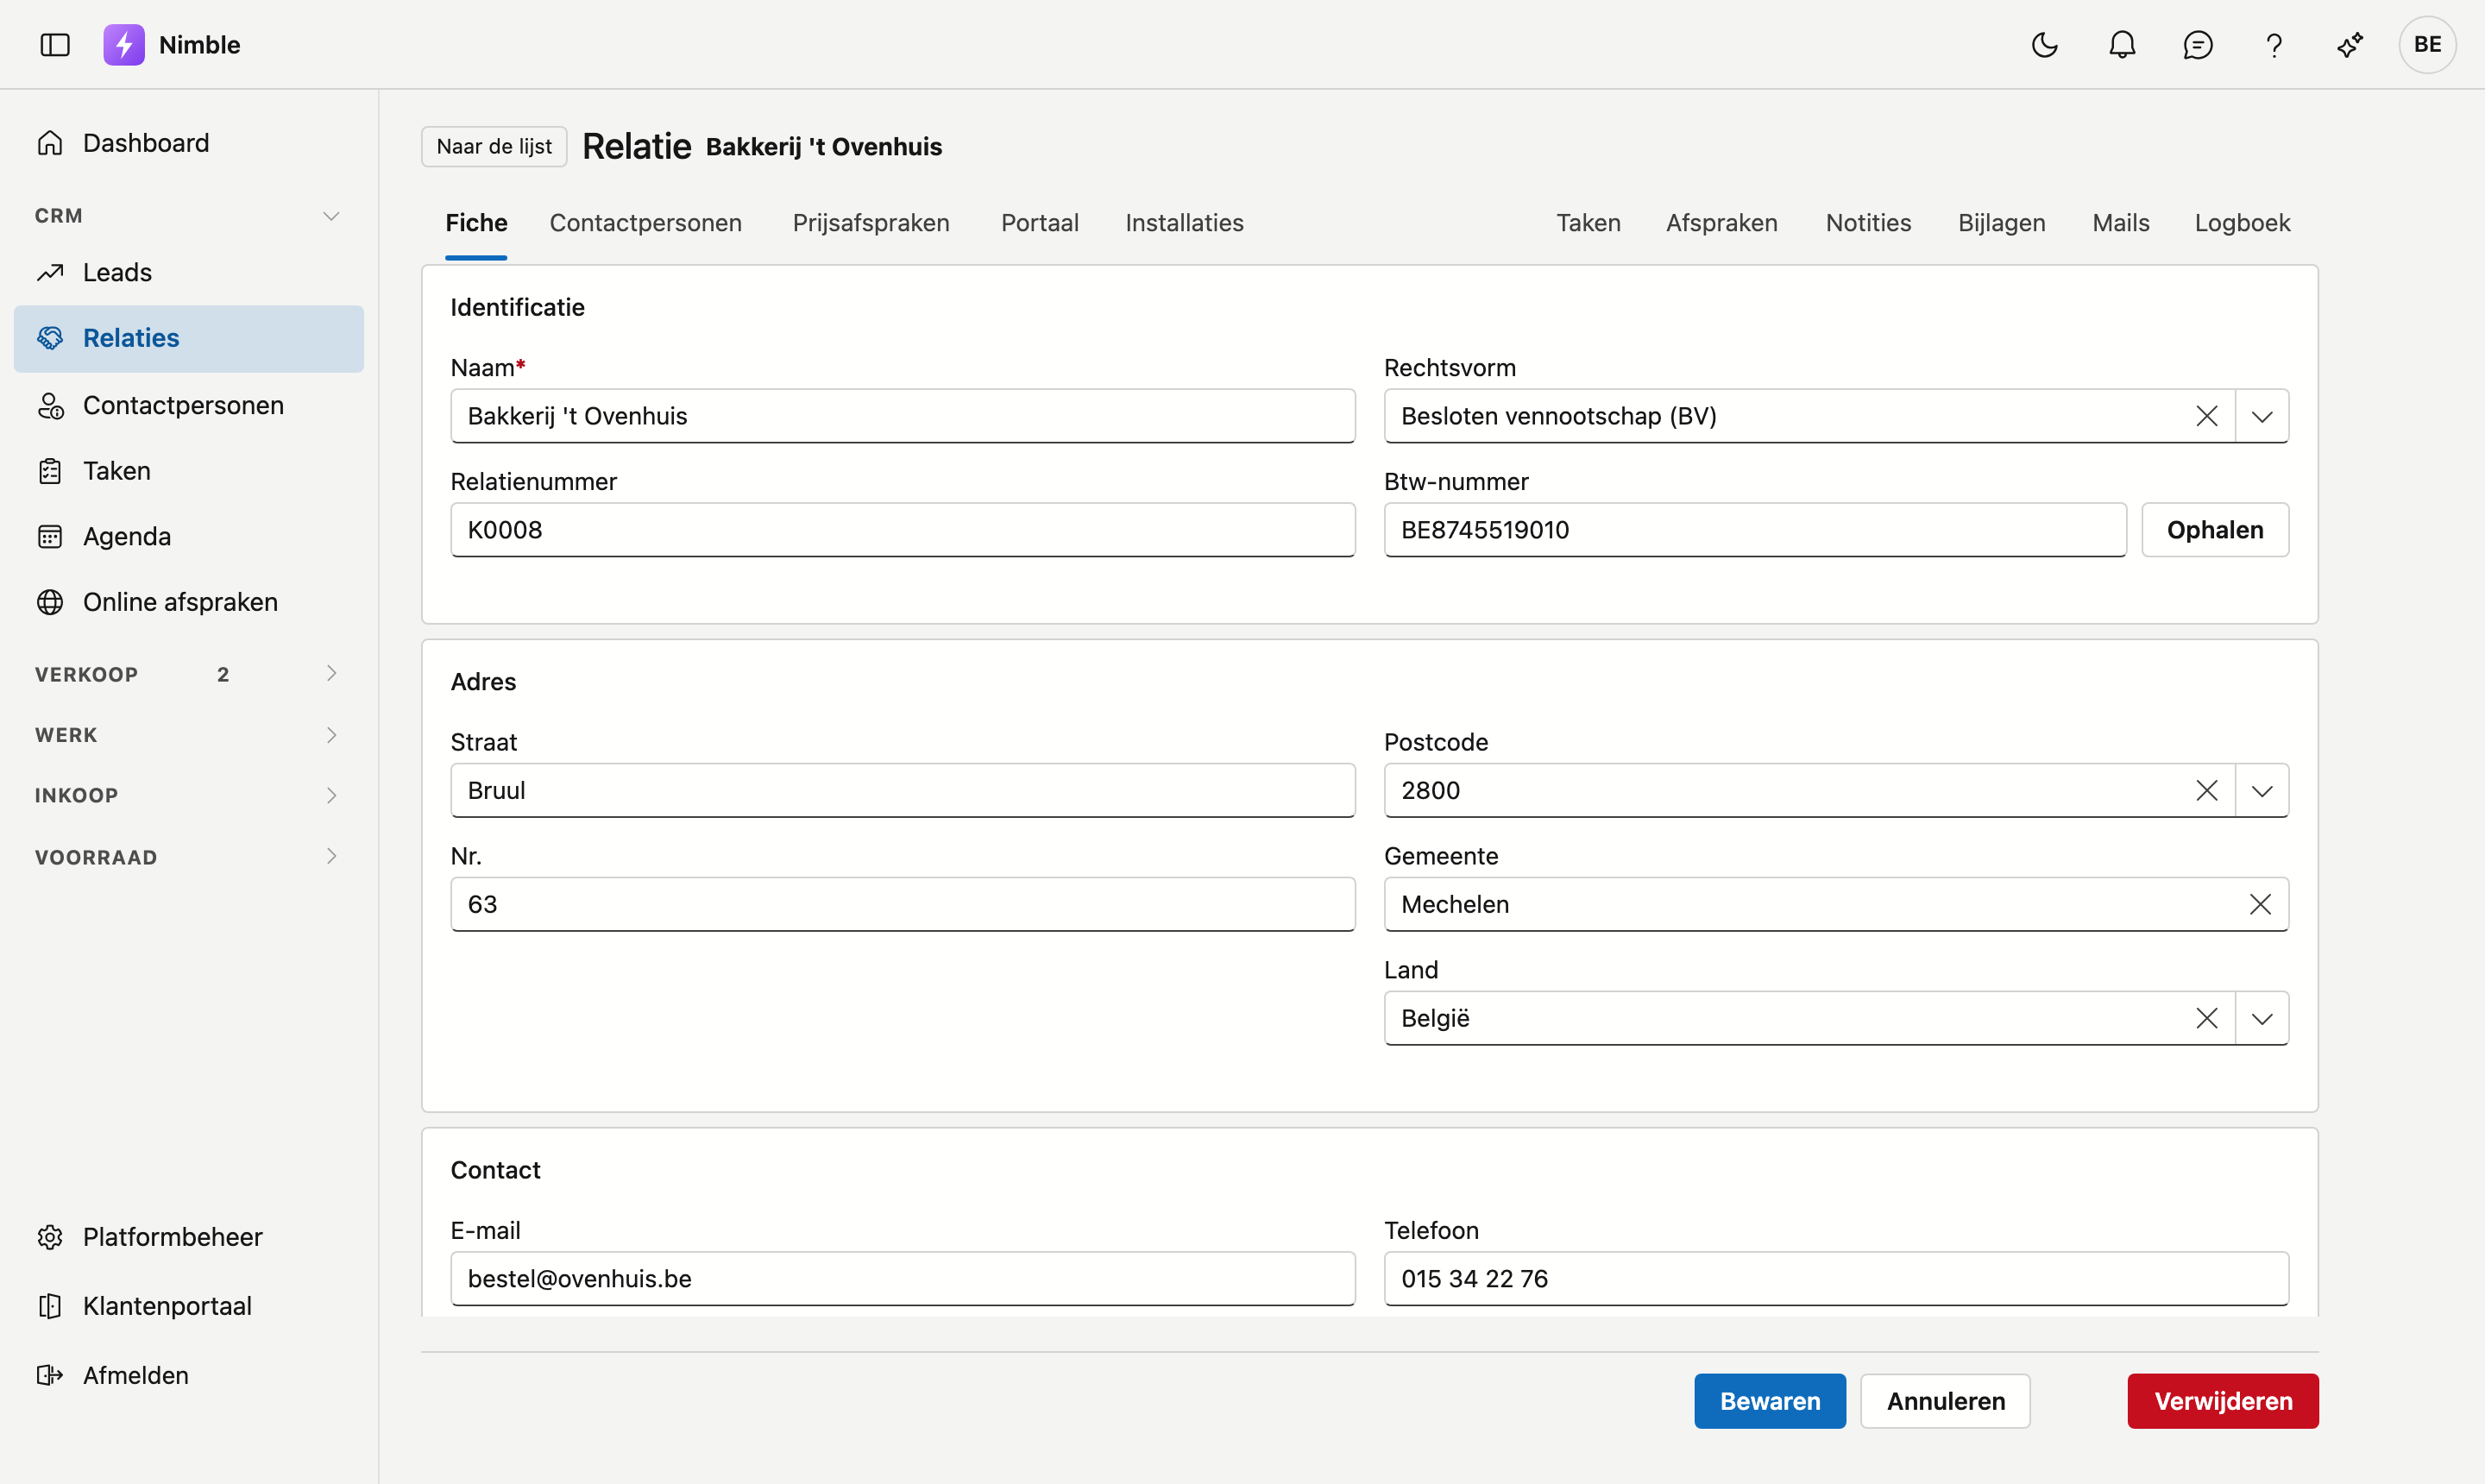 Nimble
BE
Dashboard
CRM
Leads
Relaties
Contactpersonen
Taken
Agenda
Online afspraken
VERKOOP 2
WERK
INKOOP
VOORRAAD
Platformbeheer
Klantenportaal
Afmelden
Naar de lijst Relatie Bakkerij 't Ovenhuis
Fiche Contactpersonen Prijsafspraken Portaal Installaties Taken Afspraken Notities Bijlagen Mails Logboek
Identificatie
Naam* Rechtsvorm
Bakkerij 't Ovenhuis Besloten vennootschap (BV)
Relatienummer Btw-nummer
K0008 BE8745519010 Ophalen
Adres
Straat Postcode
Bruul 2800
Nr. Gemeente
63 Mechelen
Land
België
Contact
E-mail Telefoon
bestel@ovenhuis.be 015 34 22 76
Bewaren Annuleren Verwijderen